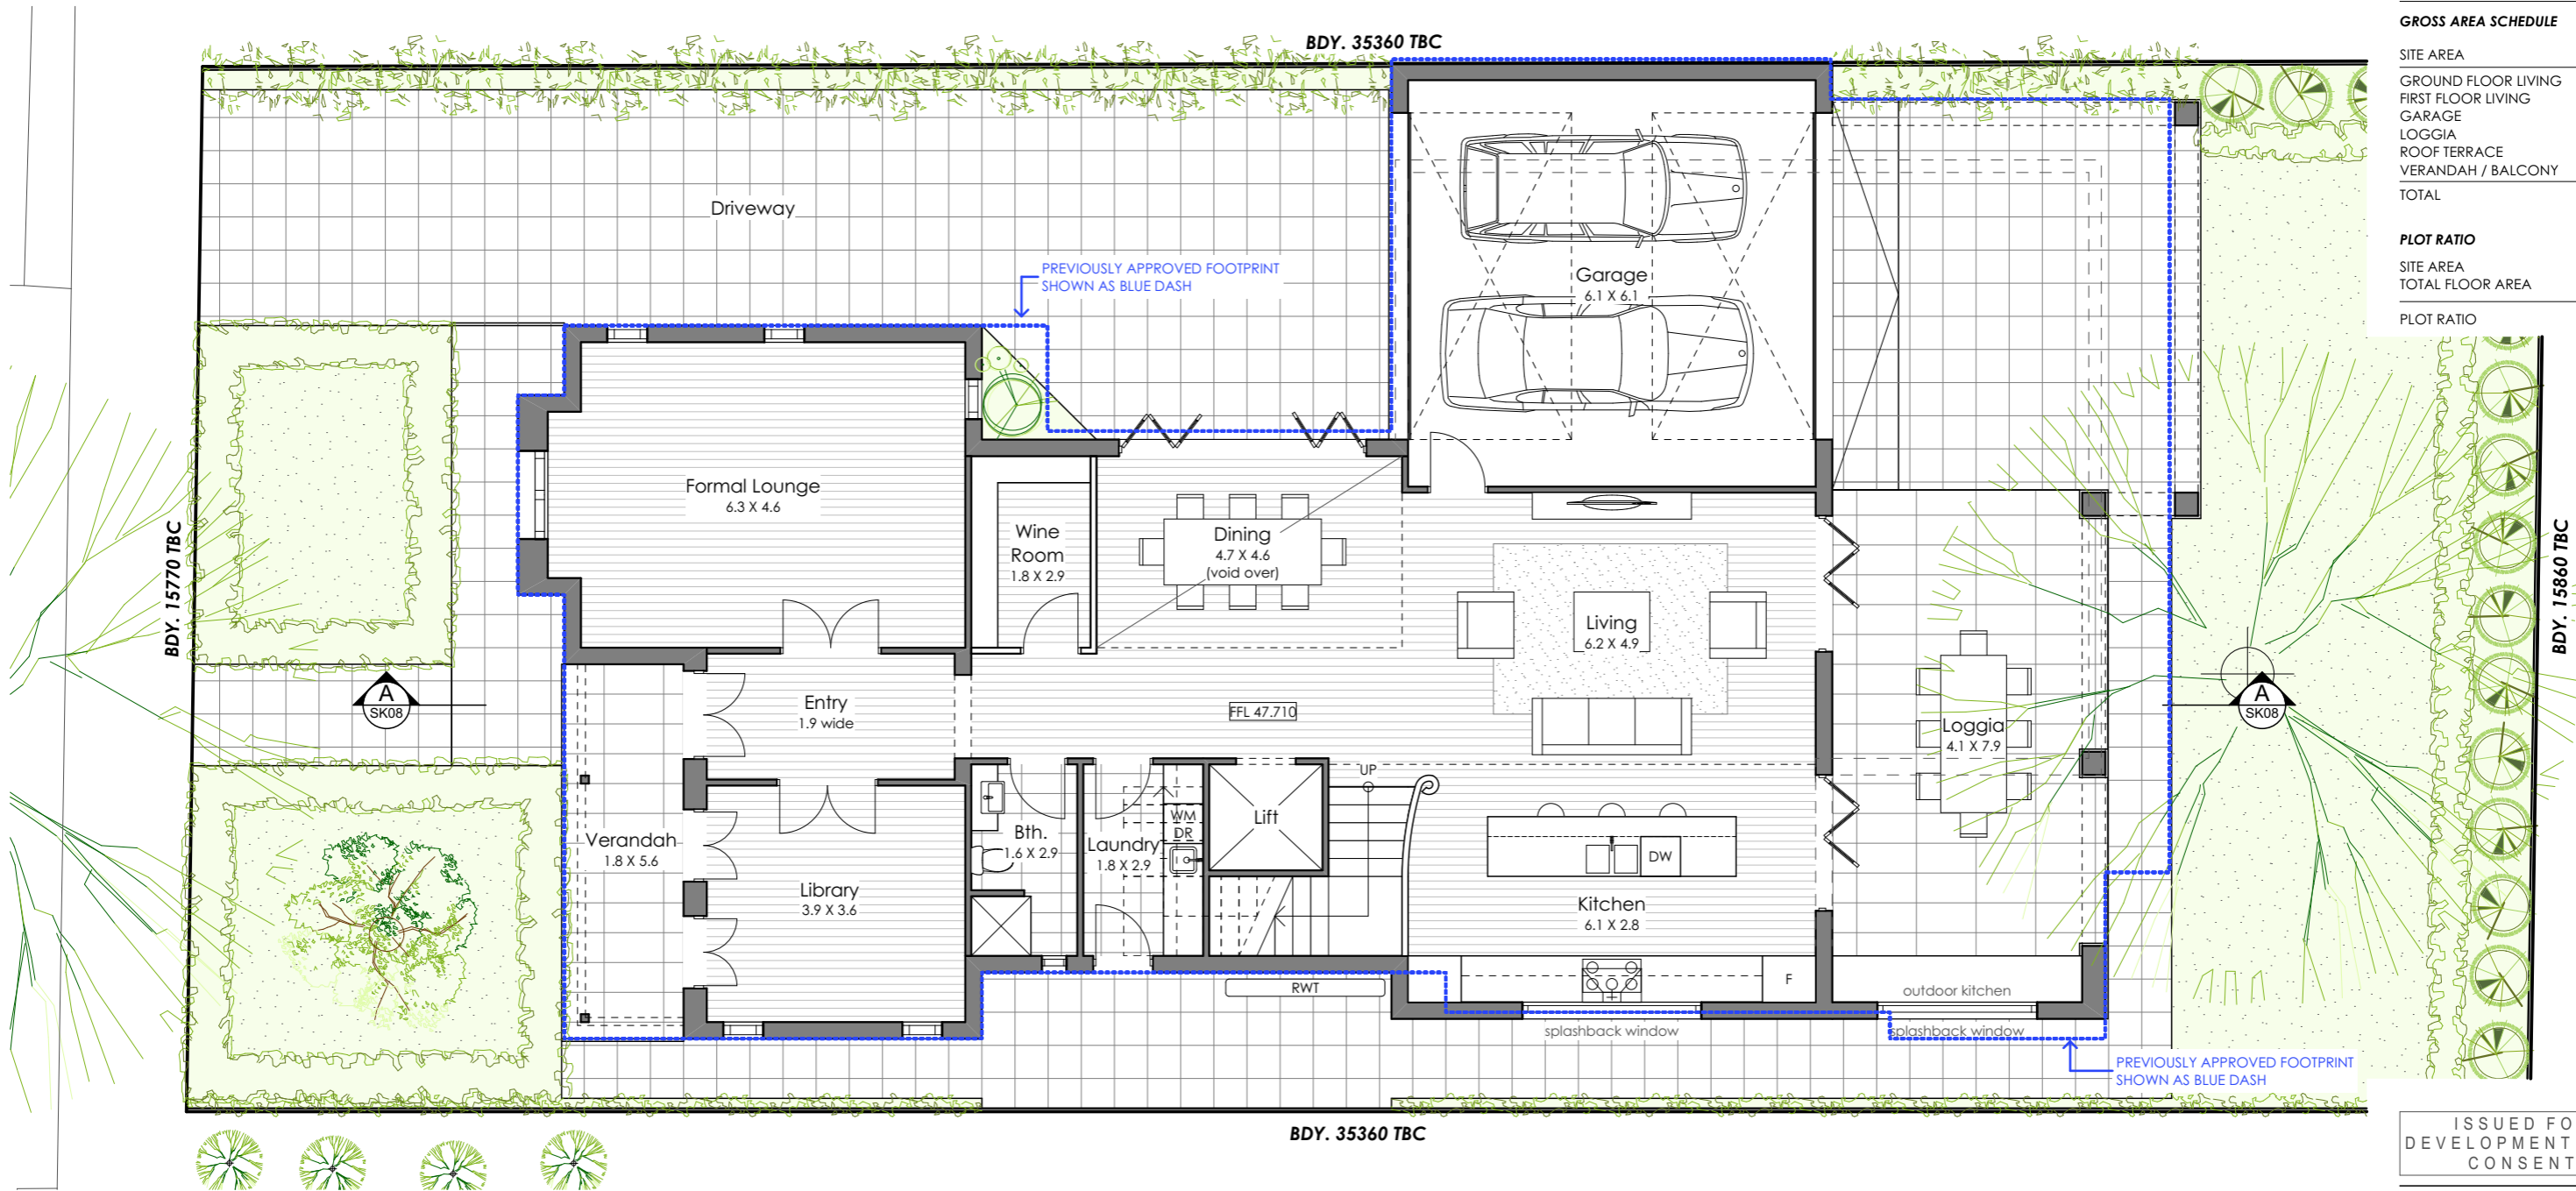 BDY. 35360 TBC
GROSS AREA SCHEDULE
SITE AREA
GROUND FLOOR LIVING
FIRST FLOOR LIVING
GARAGE
LOGGIA
ROOF TERRACE
VERANDAH / BALCONY
TOTAL
PLOT RATIO
SITE AREA
TOTAL FLOOR AREA
PLOT RATIO
Driveway
PREVIOUSLY APPROVED FOOTPRINT
SHOWN AS BLUE DASH
Garage
6.1 X 6.1
Formal Lounge
6.3 X 4.6
Wine
Room
1.8 X 2.9
Dining
4.7 X 4.6
(void over)
Living
6.2 X 4.9
BDY. 15770 TBC
BDY. 15860 TBC
A
SK08
Entry
1.9 wide
FFL 47.710
Loggia
4.1 X 7.9
A
SK08
UP
Verandah
1.8 X 5.6
Library
3.9 X 3.6
Bth.
1.6 X 2.9
Laundry
1.8 X 2.9
WM
DR
Lift
DW
Kitchen
6.1 X 2.8
F
RWT
outdoor kitchen
splashback window
splashback window
PREVIOUSLY APPROVED FOOTPRINT
SHOWN AS BLUE DASH
BDY. 35360 TBC
ISSUED FO
DEVELOPMENT
CONSENT